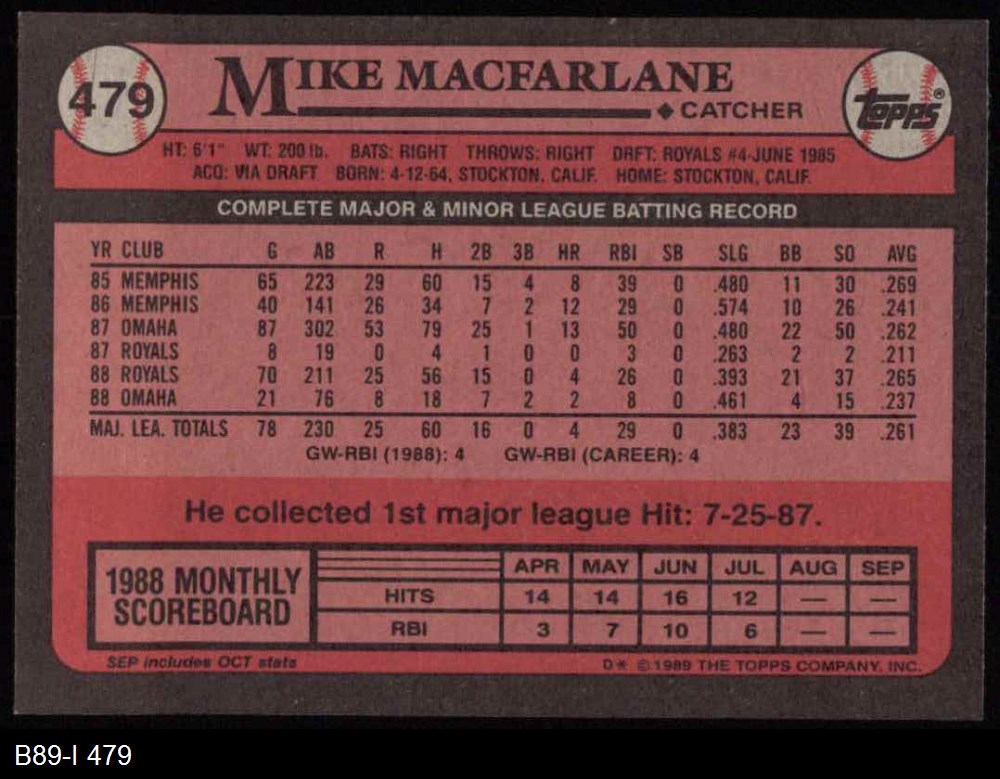 479
MIKE MACFARLANE
◆ CATCHER
topps®
HT: 6'1" WT: 200 lb. BATS: RIGHT THROWS: RIGHT DRFT: ROYALS #4-JUNE 1985
ACQ: VIA DRAFT BORN: 4-12-64, STOCKTON, CALIF. HOME: STOCKTON, CALIF.
COMPLETE MAJOR & MINOR LEAGUE BATTING RECORD
YR CLUB G AB R H 2B 3B HR RBI SB SLG BB SO AVG
85 MEMPHIS 65 223 29 60 15 4 8 39 0 .480 11 30 .269
86 MEMPHIS 40 141 26 34 7 2 12 29 0 .574 10 26 .241
87 OMAHA 87 302 53 79 25 1 13 50 0 .480 22 50 .262
87 ROYALS 8 19 0 4 1 0 0 3 0 .263 2 2 .211
88 ROYALS 70 211 25 56 15 0 4 26 0 .393 21 37 .265
88 OMAHA 21 76 8 18 7 2 2 8 0 .461 4 15 .237
MAJ. LEA. TOTALS 78 230 25 60 16 0 4 29 0 .383 23 39 .261
GW-RBI (1988): 4 GW-RBI (CAREER): 4
He collected 1st major league Hit: 7-25-87.
1988 MONTHLY
SCOREBOARD
APR MAY JUN JUL AUG SEP
HITS 14 14 16 12 — —
RBI 3 7 10 6 — —
SEP includes OCT stats
D* © 1989 THE TOPPS COMPANY, INC.
B89-I 479